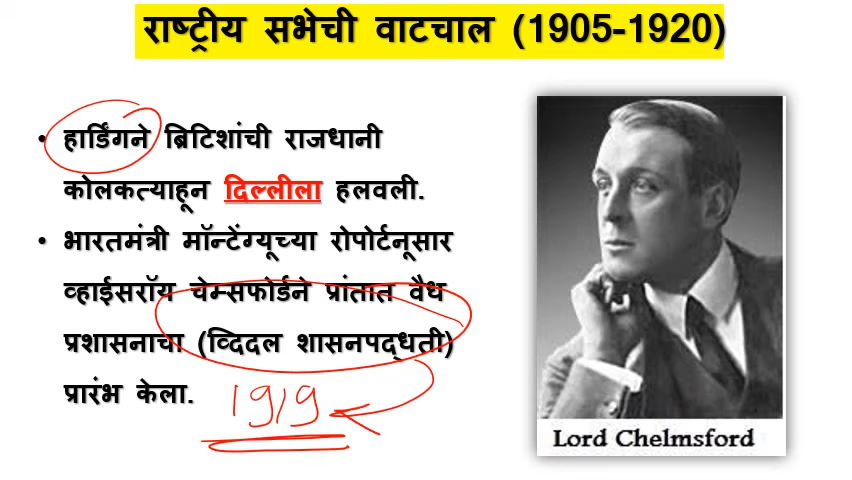 राष्ट्रीय सभेची वाटचाल (1905-1920)
• हार्डिंगने ब्रिटिशांची राजधानी
कोलकत्याहून दिल्लीला हलवली.
• भारतमंत्री मॉन्टेंग्यूच्या रोपोर्टनूसार
व्हाईसरॉय चेम्सफोर्डने प्रांतात वैध
प्रशासनाचा (व्दिदल शासनपद्धती)
प्रारंभ केला.
1919
Lord Chelmsford